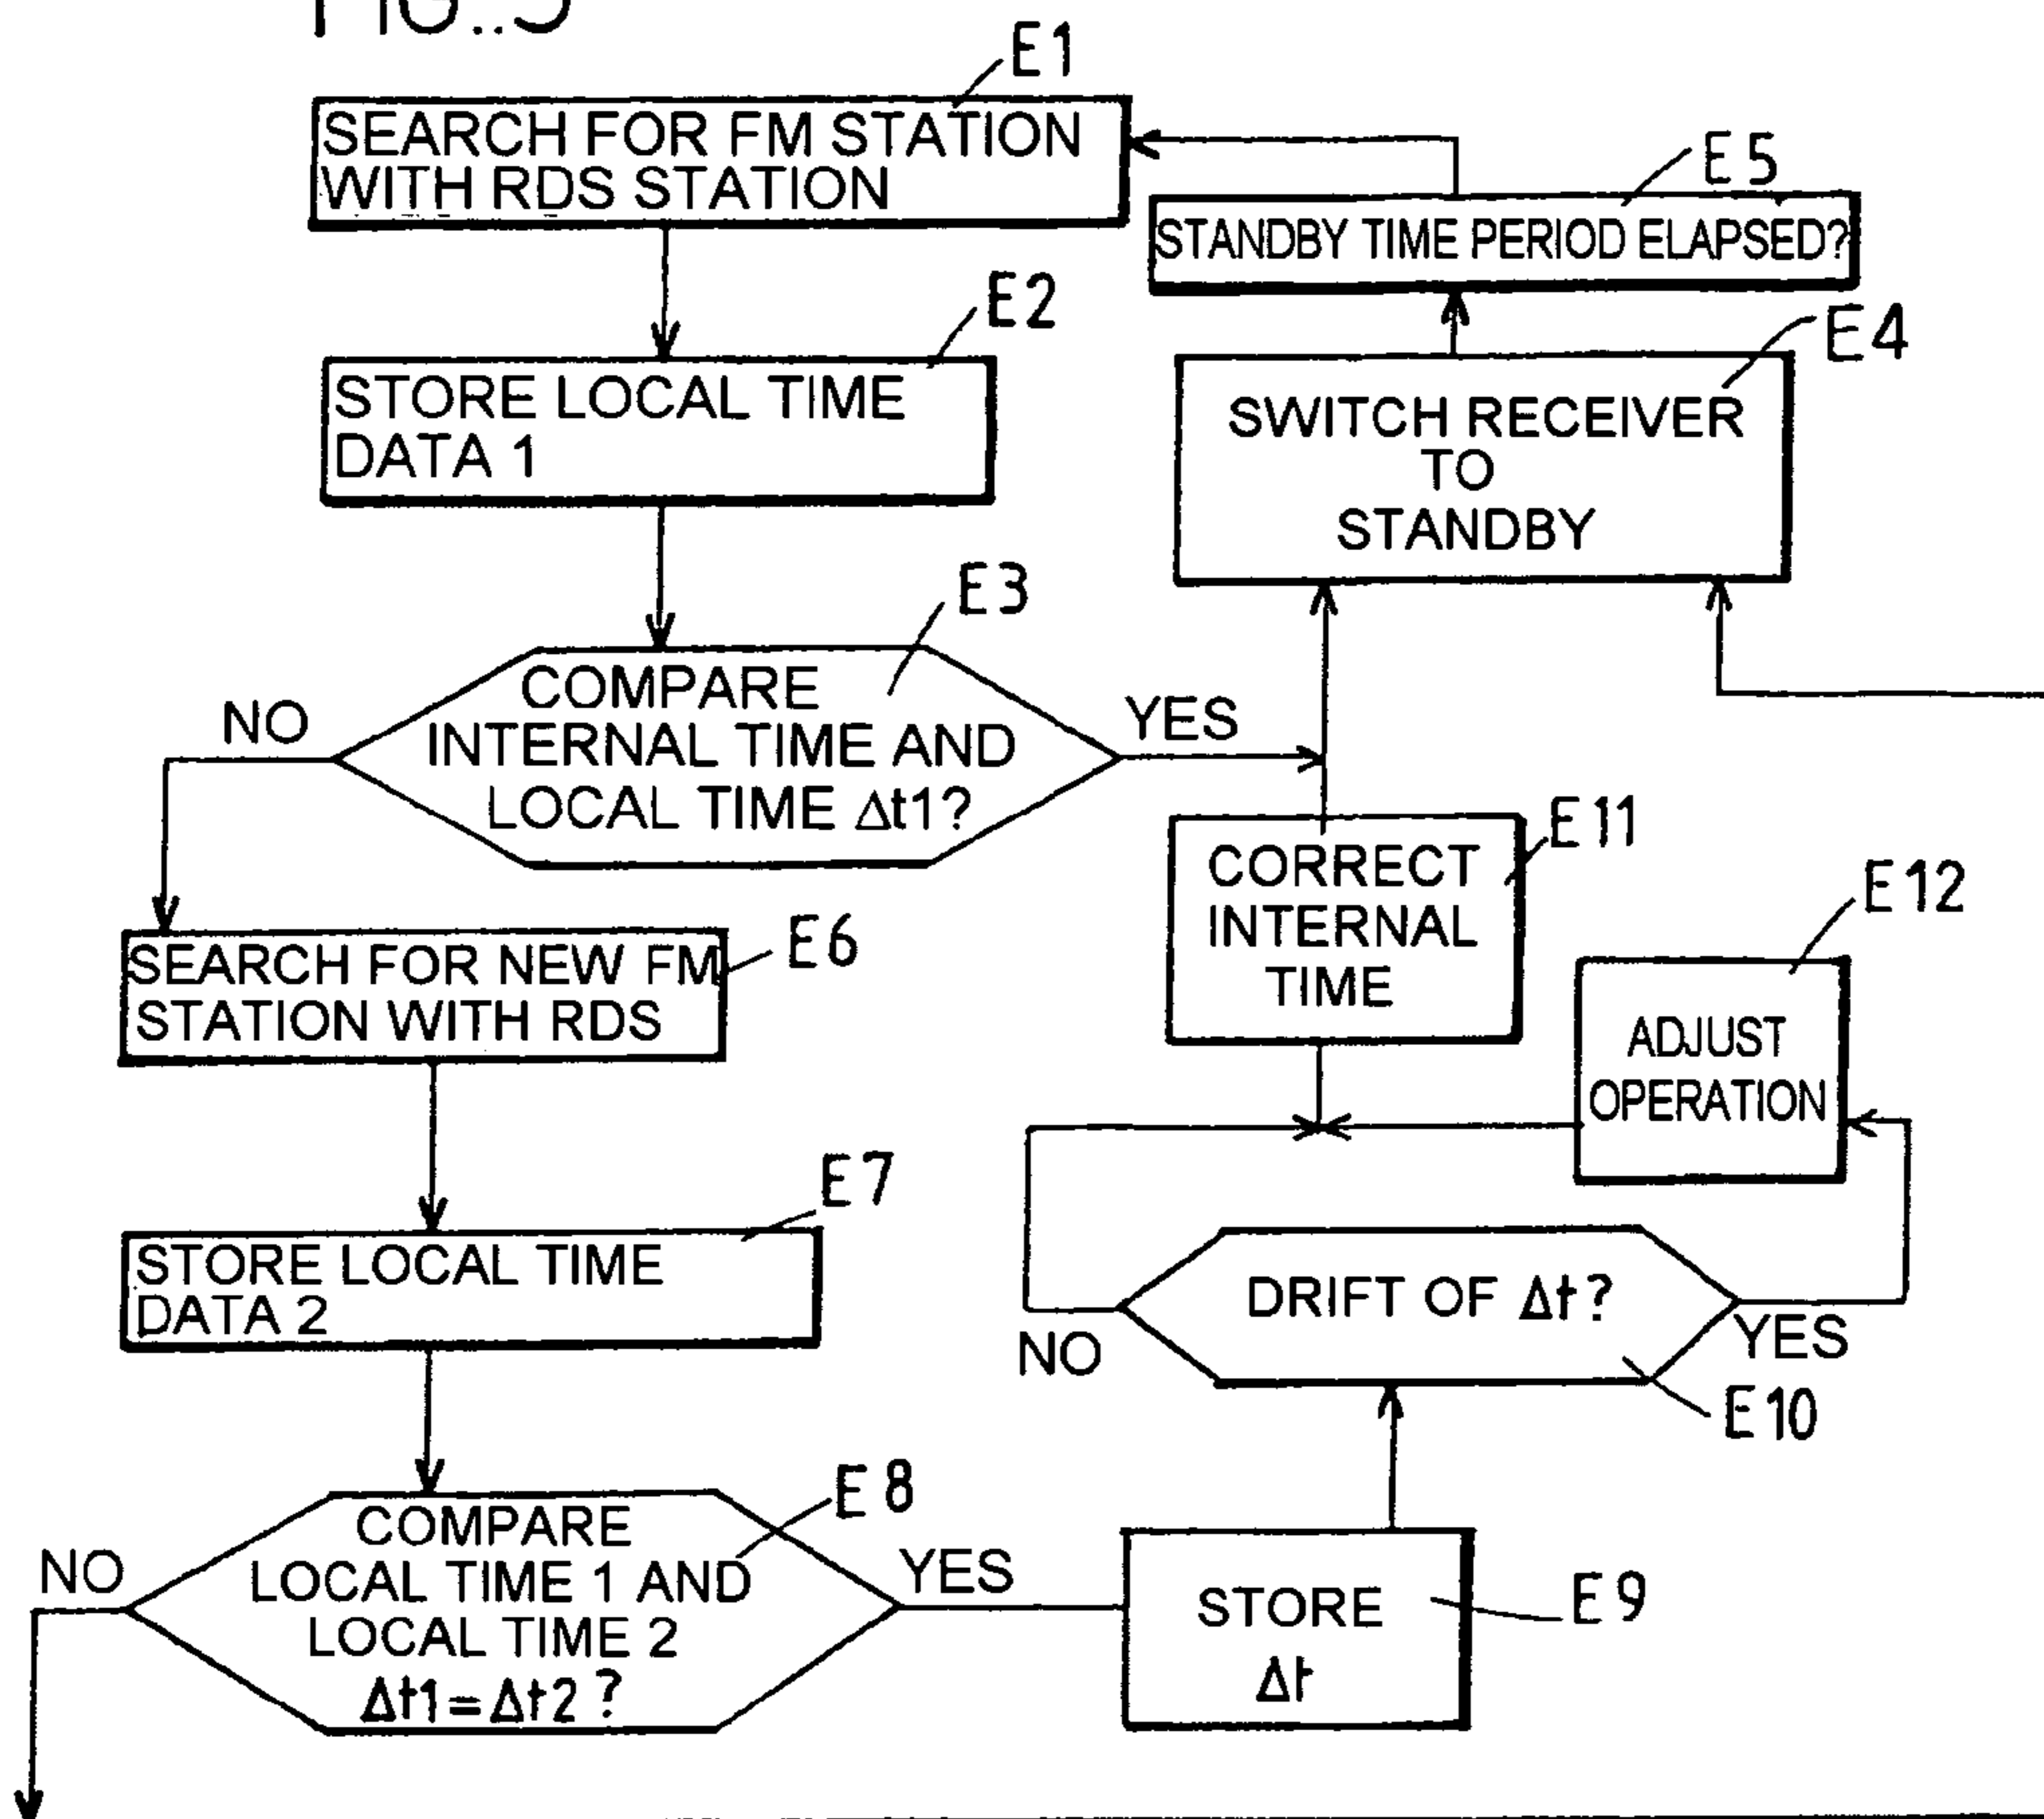 FIG..5
E1
SEARCH FOR FM STATION
WITH RDS STATION
E5
STANDBY TIME PERIOD ELAPSED?
E2
STORE LOCAL TIME
DATA 1
E4
SWITCH RECEIVER
TO
STANDBY
E3
COMPARE
INTERNAL TIME AND
LOCAL TIME Δt1?
NO
YES
E11
CORRECT
INTERNAL
TIME
E12
ADJUST
OPERATION
E6
SEARCH FOR NEW FM
STATION WITH RDS
E7
STORE LOCAL TIME
DATA 2
DRIFT OF Δt?
NO
YES
E10
E8
COMPARE
LOCAL TIME 1 AND
LOCAL TIME 2
Δt1=Δt2?
NO
YES
E9
STORE
Δt